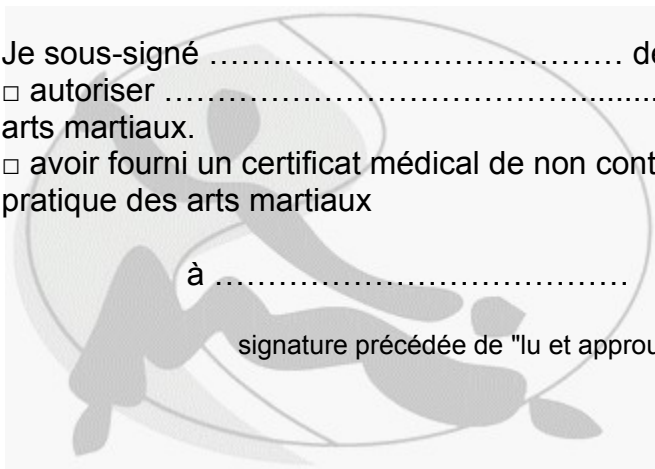 Je sous-signé ………………………………… de
□ autoriser …………………………………........
arts martiaux.
□ avoir fourni un certificat médical de non cont
pratique des arts martiaux
à …………………………………
signature précédée de "lu et approu